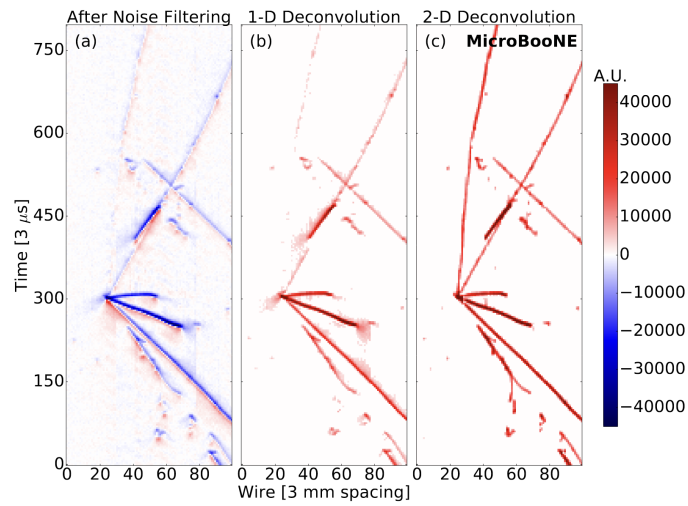 After Noise Filtering 1-D Deconvolution 2-D Deconvolution
(a) (b) (c) MicroBooNE
A.U.
750
600
450
300
150
0
Time [3 μs]
40000
30000
20000
10000
0
−10000
−20000
−30000
−40000
0 20 40 60 80 0 20 40 60 80 0 20 40 60 80
Wire [3 mm spacing]